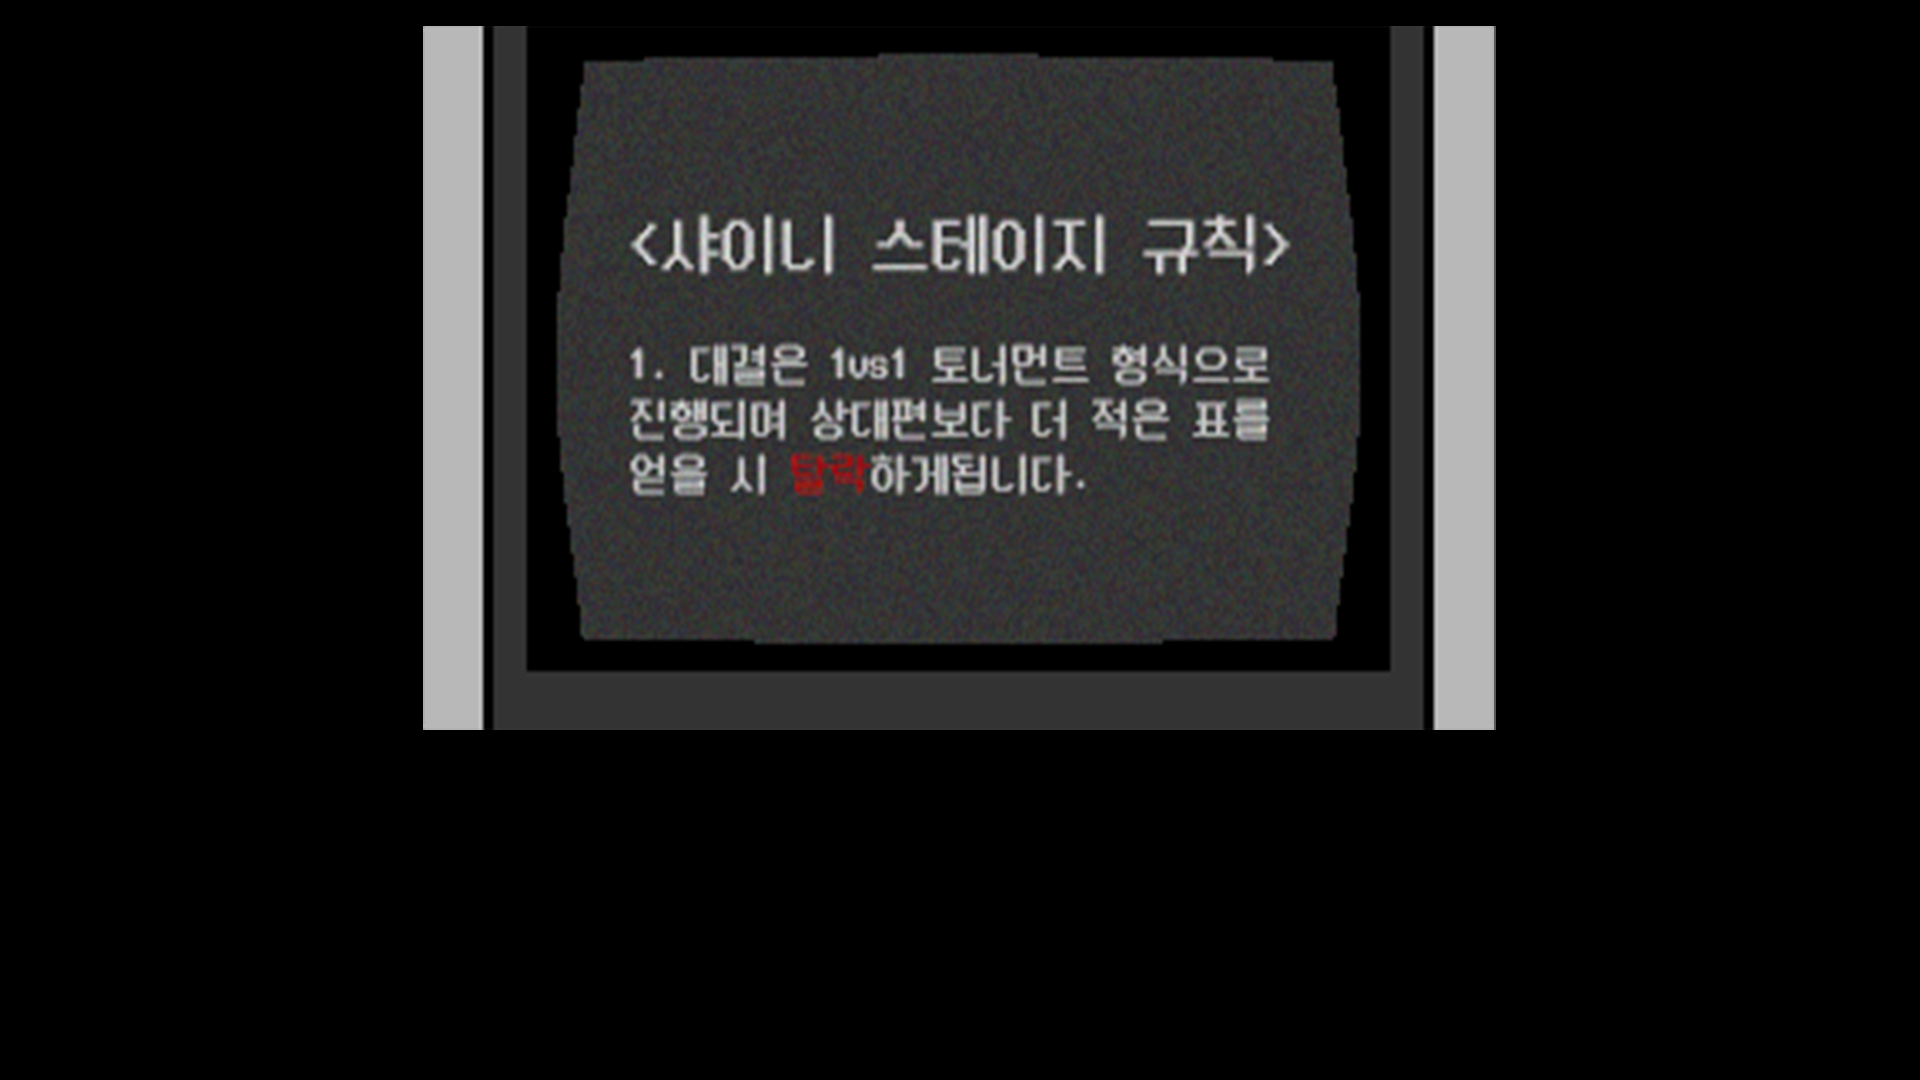 <샤이니 스테이지 규칙>
1. 대결은 1vs1 토너먼트 형식으로
진행되며 상대편보다 더 적은 표를
얻을 시 탈락하게됩니다.